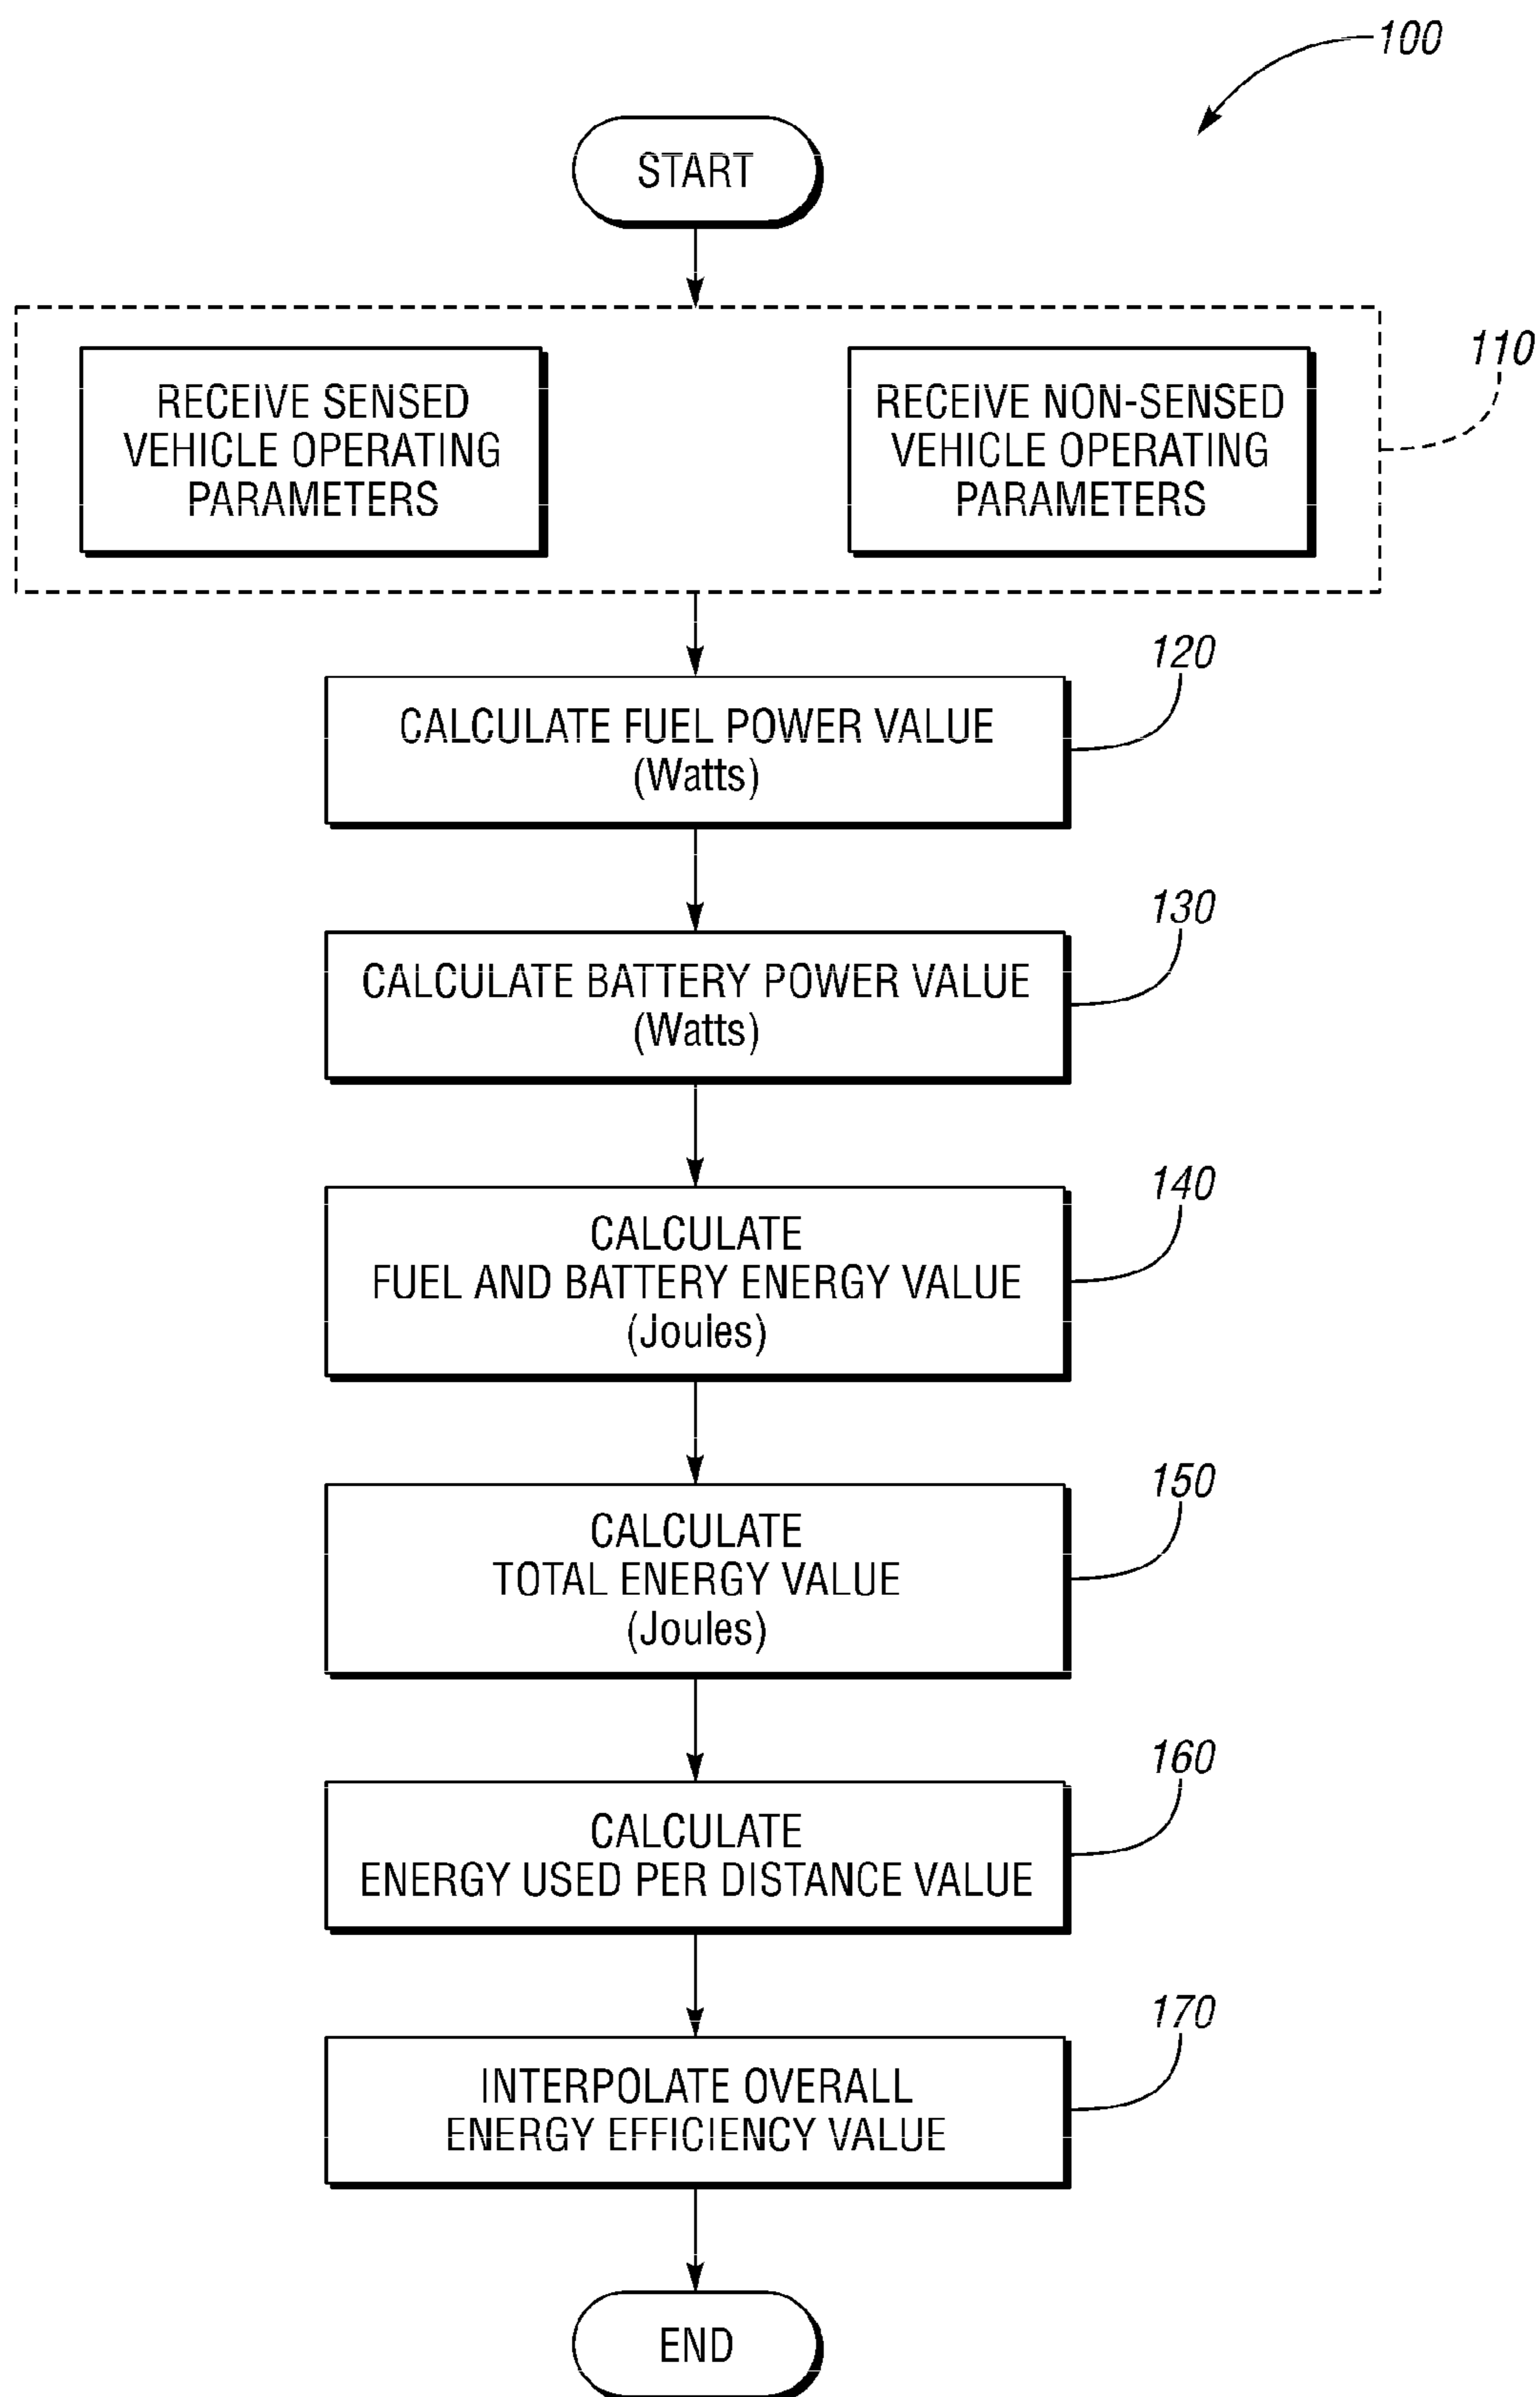 100
START
RECEIVE SENSED
VEHICLE OPERATING
PARAMETERS
RECEIVE NON-SENSED
VEHICLE OPERATING
PARAMETERS
110
120
CALCULATE FUEL POWER VALUE
(Watts)
130
CALCULATE BATTERY POWER VALUE
(Watts)
140
CALCULATE
FUEL AND BATTERY ENERGY VALUE
(Joules)
150
CALCULATE
TOTAL ENERGY VALUE
(Joules)
160
CALCULATE
ENERGY USED PER DISTANCE VALUE
170
INTERPOLATE OVERALL
ENERGY EFFICIENCY VALUE
END